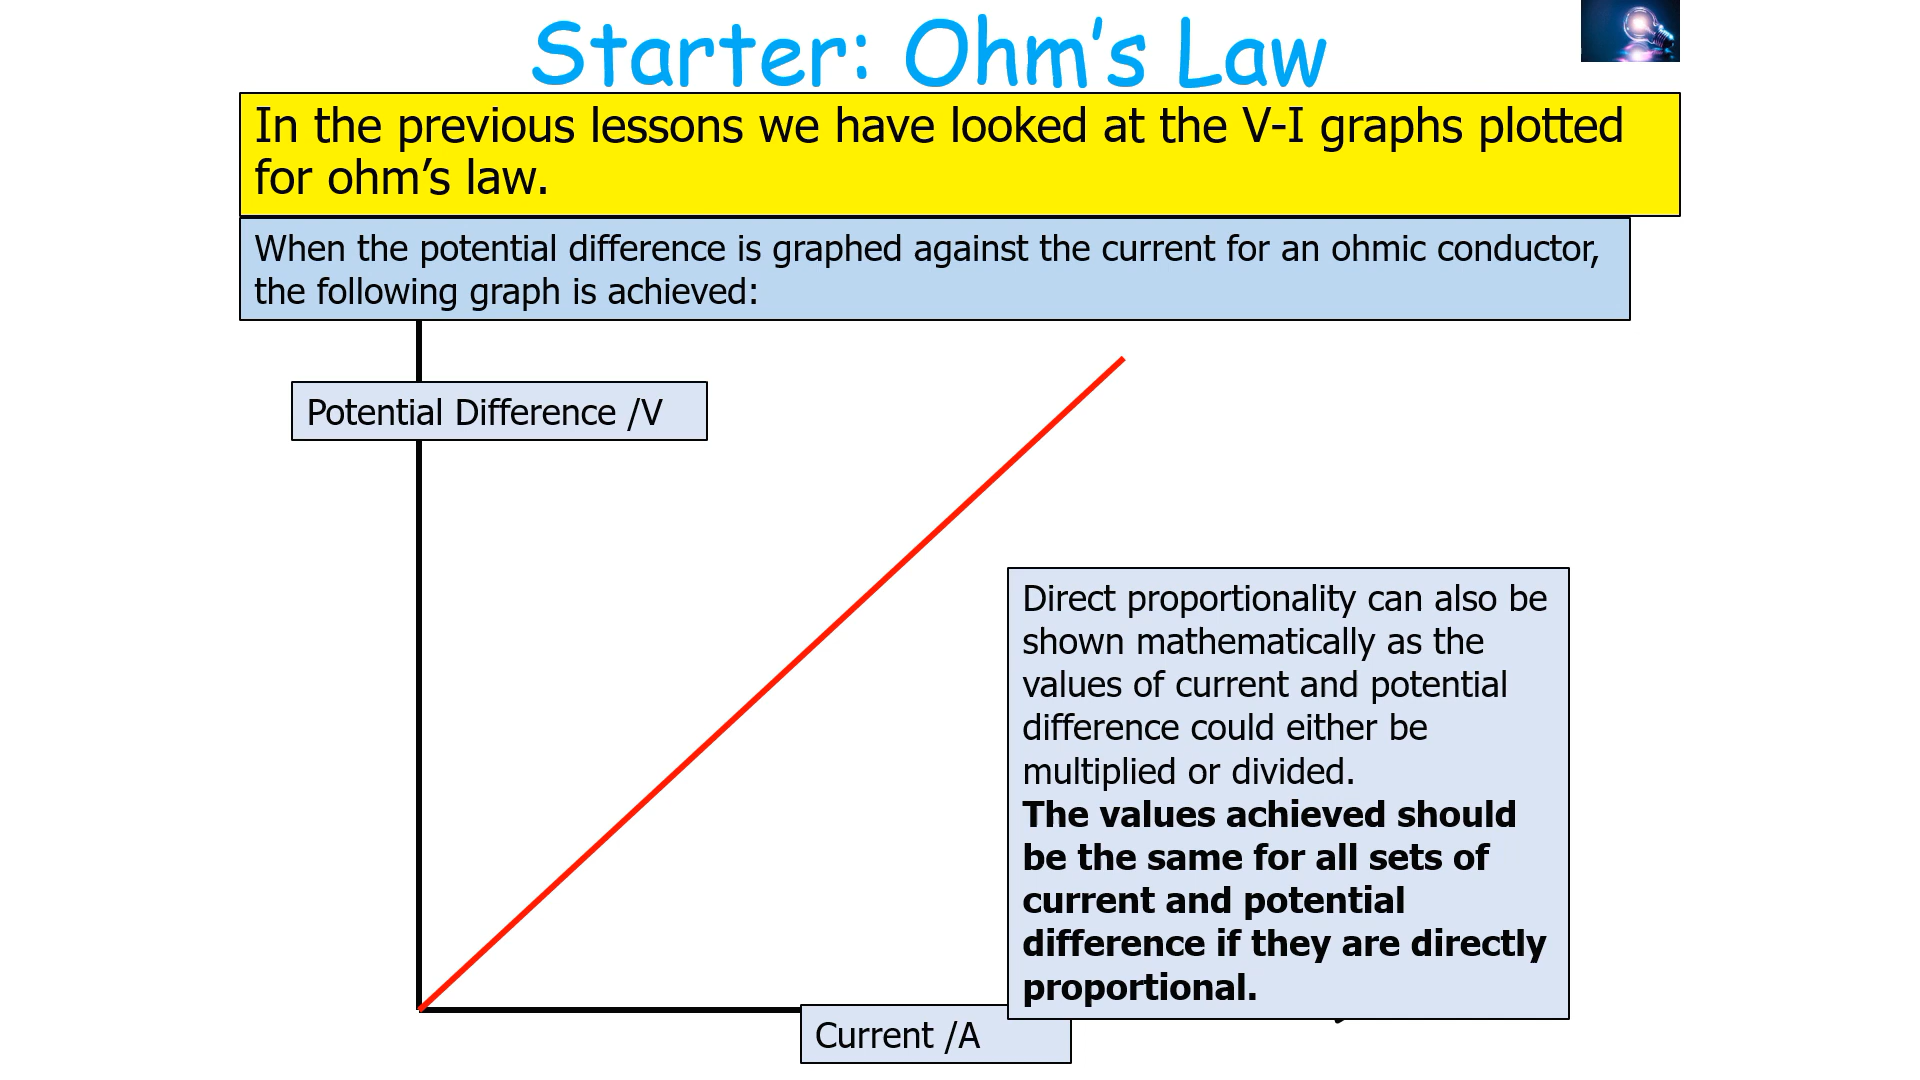 Starter: Ohm’s Law
In the previous lessons we have looked at the V-I graphs plotted
for ohm’s law.
When the potential difference is graphed against the current for an ohmic conductor,
the following graph is achieved:
Potential Difference /V
Direct proportionality can also be
shown mathematically as the
values of current and potential
difference could either be
multiplied or divided.
The values achieved should
be the same for all sets of
current and potential
difference if they are directly
proportional.
Current /A